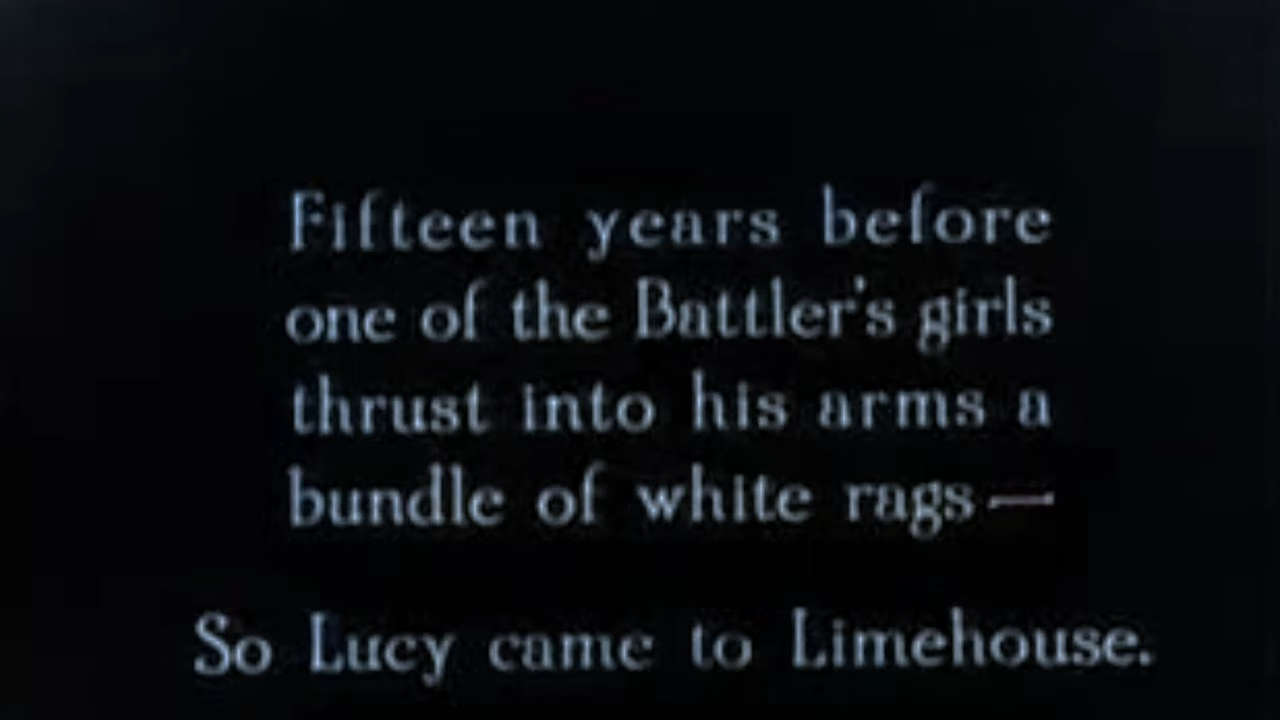 Fifteen years before
one of the Battler's girls
thrust into his arms a
bundle of white rags—
So Lucy came to Limehouse.